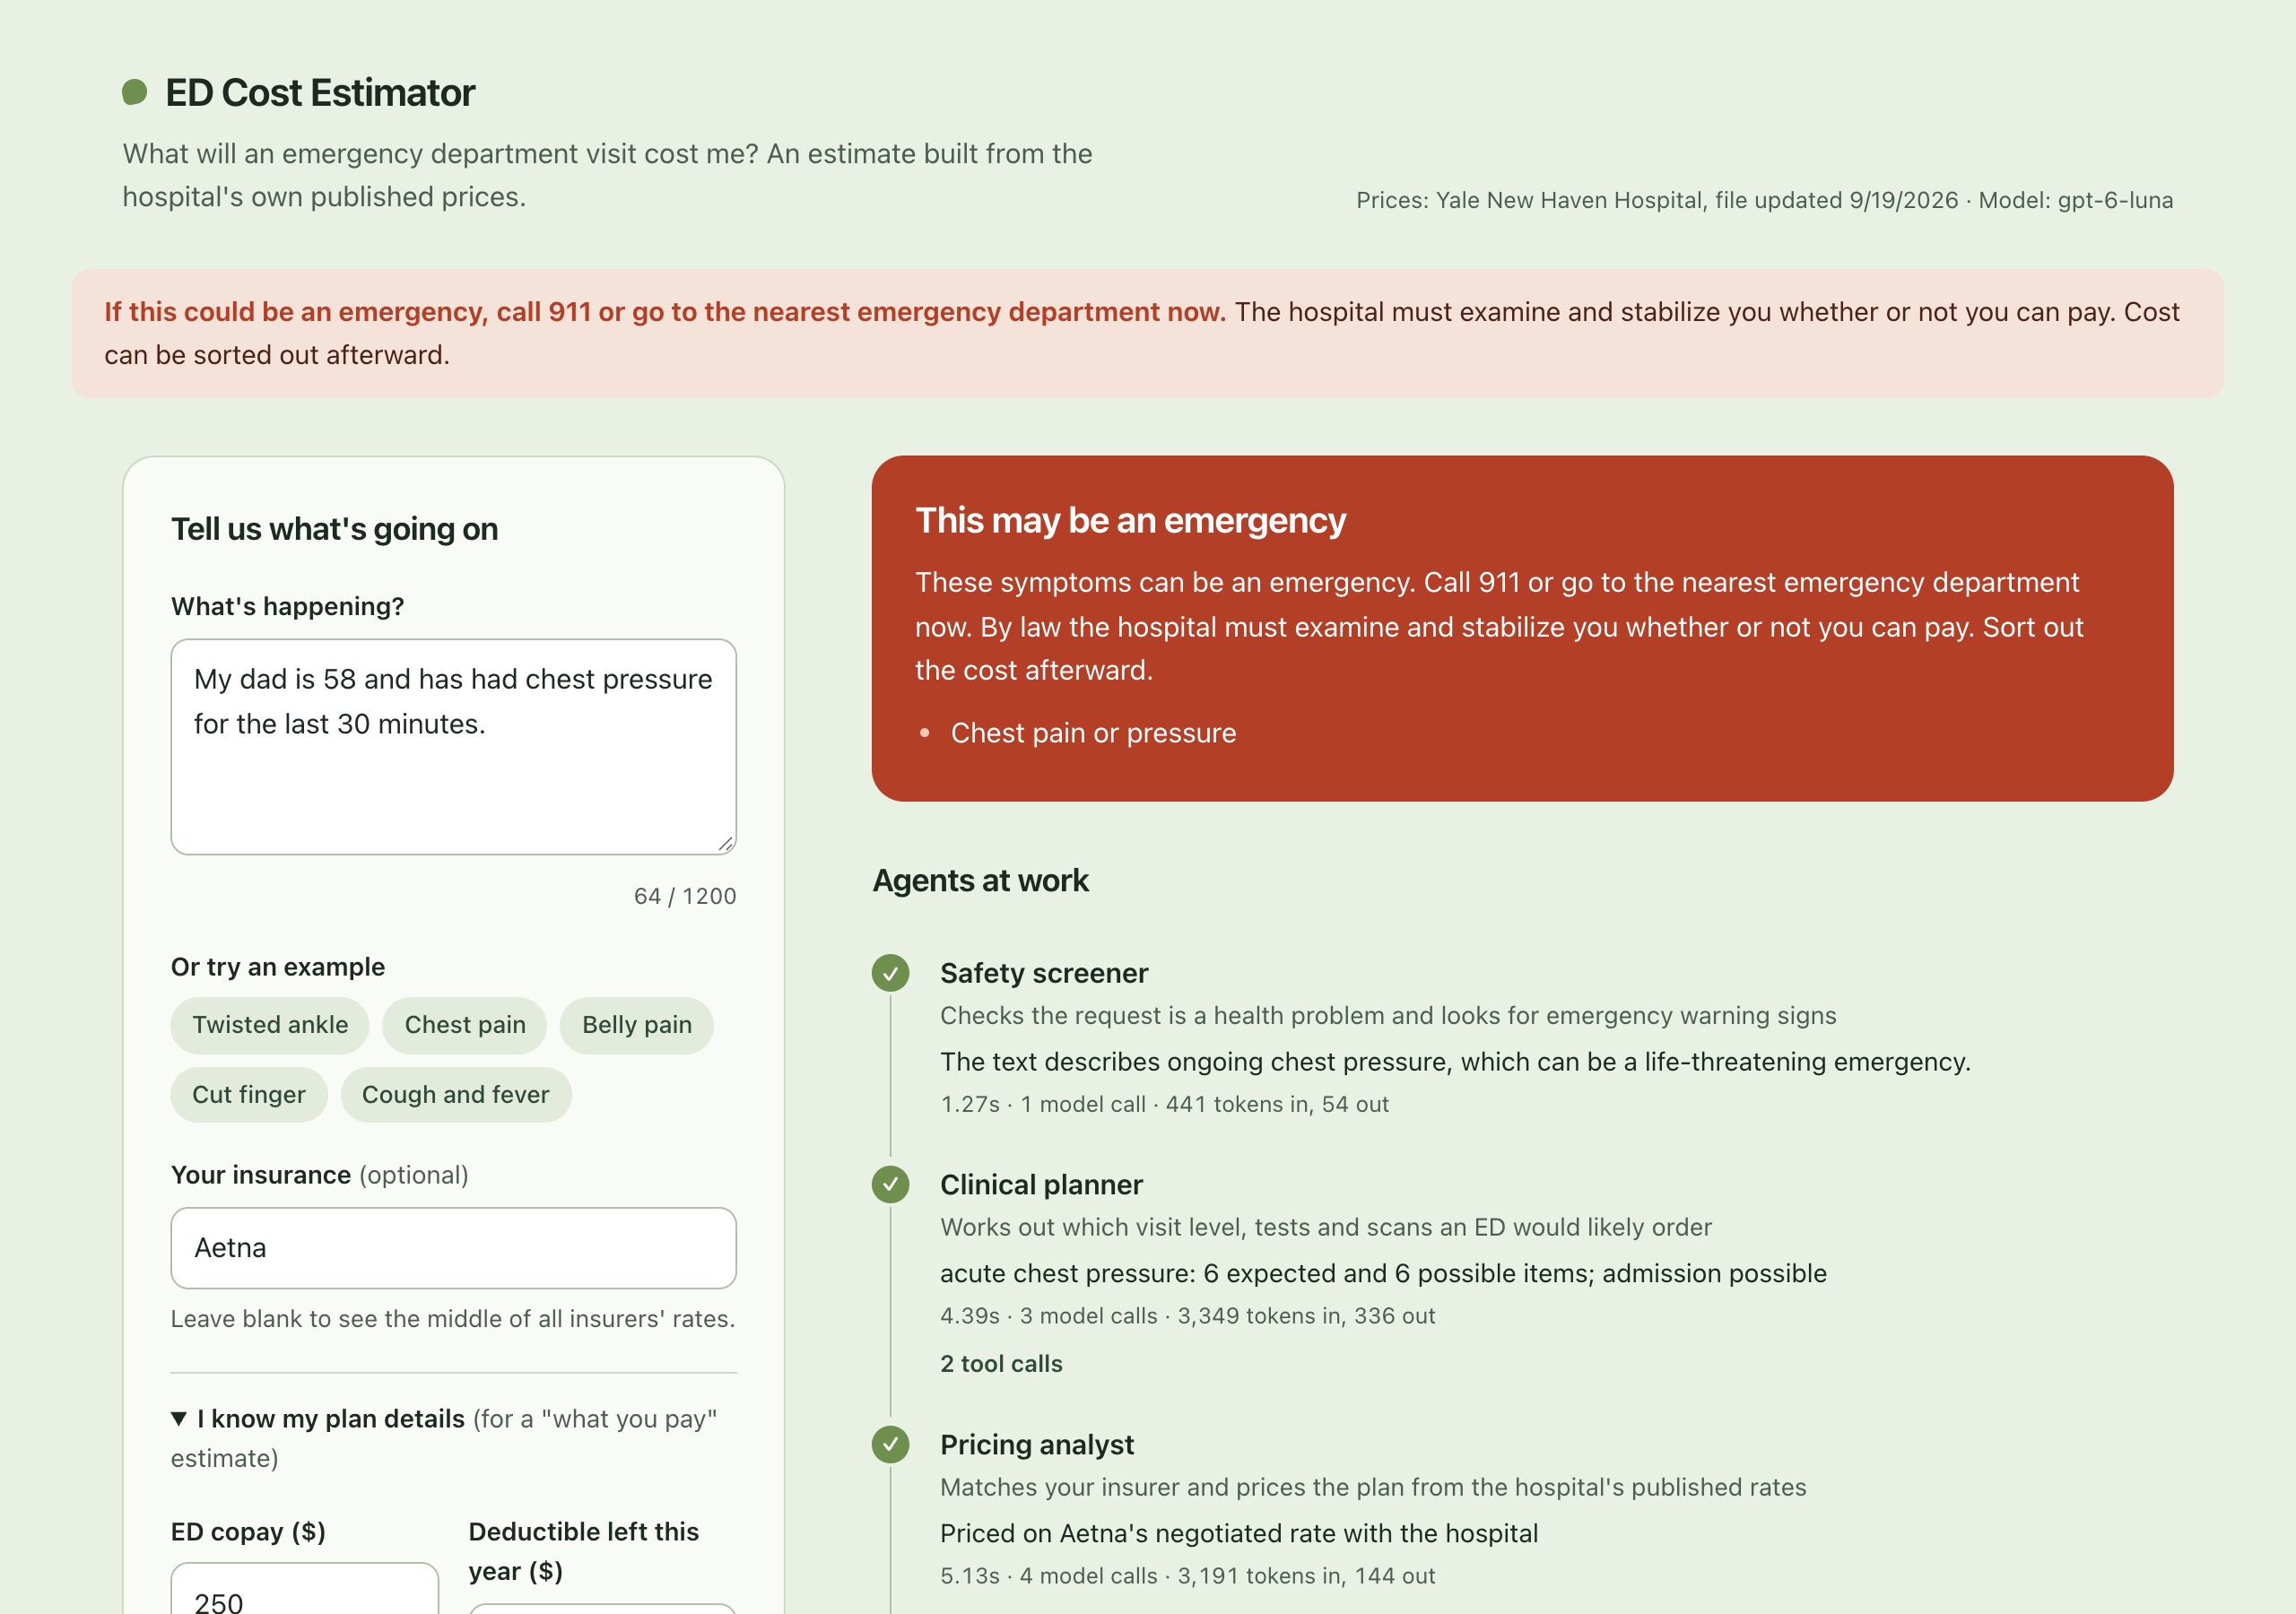 ED Cost Estimator
What will an emergency department visit cost me? An estimate built from the
hospital's own published prices.
Prices: Yale New Haven Hospital, file updated 9/19/2026 · Model: gpt-6-luna
If this could be an emergency, call 911 or go to the nearest emergency department now. The hospital must examine and stabilize you whether or not you can pay. Cost
can be sorted out afterward.
Tell us what's going on
What's happening?
My dad is 58 and has had chest pressure
for the last 30 minutes.
64 / 1200
Or try an example
Twisted ankle
Chest pain
Belly pain
Cut finger
Cough and fever
Your insurance (optional)
Aetna
Leave blank to see the middle of all insurers' rates.
▼ I know my plan details (for a "what you pay"
estimate)
ED copay ($)
250
Deductible left this
year ($)
This may be an emergency
These symptoms can be an emergency. Call 911 or go to the nearest emergency department
now. By law the hospital must examine and stabilize you whether or not you can pay. Sort out
the cost afterward.
• Chest pain or pressure
Agents at work
Safety screener
Checks the request is a health problem and looks for emergency warning signs
The text describes ongoing chest pressure, which can be a life-threatening emergency.
1.27s · 1 model call · 441 tokens in, 54 out
Clinical planner
Works out which visit level, tests and scans an ED would likely order
acute chest pressure: 6 expected and 6 possible items; admission possible
4.39s · 3 model calls · 3,349 tokens in, 336 out
2 tool calls
Pricing analyst
Matches your insurer and prices the plan from the hospital's published rates
Priced on Aetna's negotiated rate with the hospital
5.13s · 4 model calls · 3,191 tokens in, 144 out